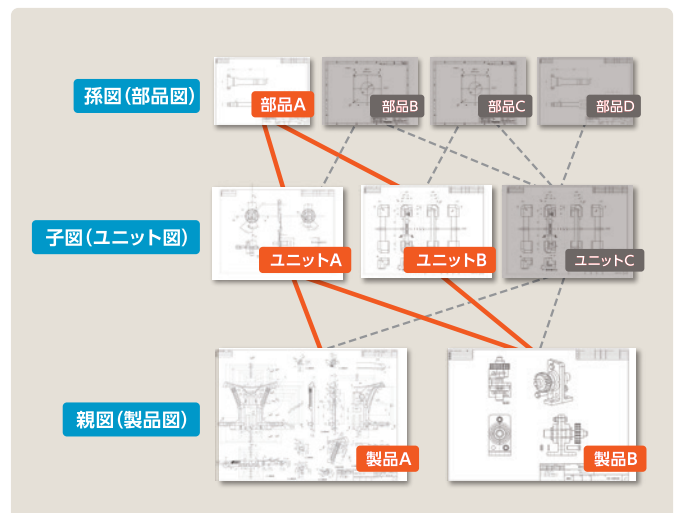 孫図(部品図)
部品A
部品B
部品C
部品D
子図(ユニット図)
ユニットA
ユニットB
ユニットC
親図(製品図)
製品A
製品B